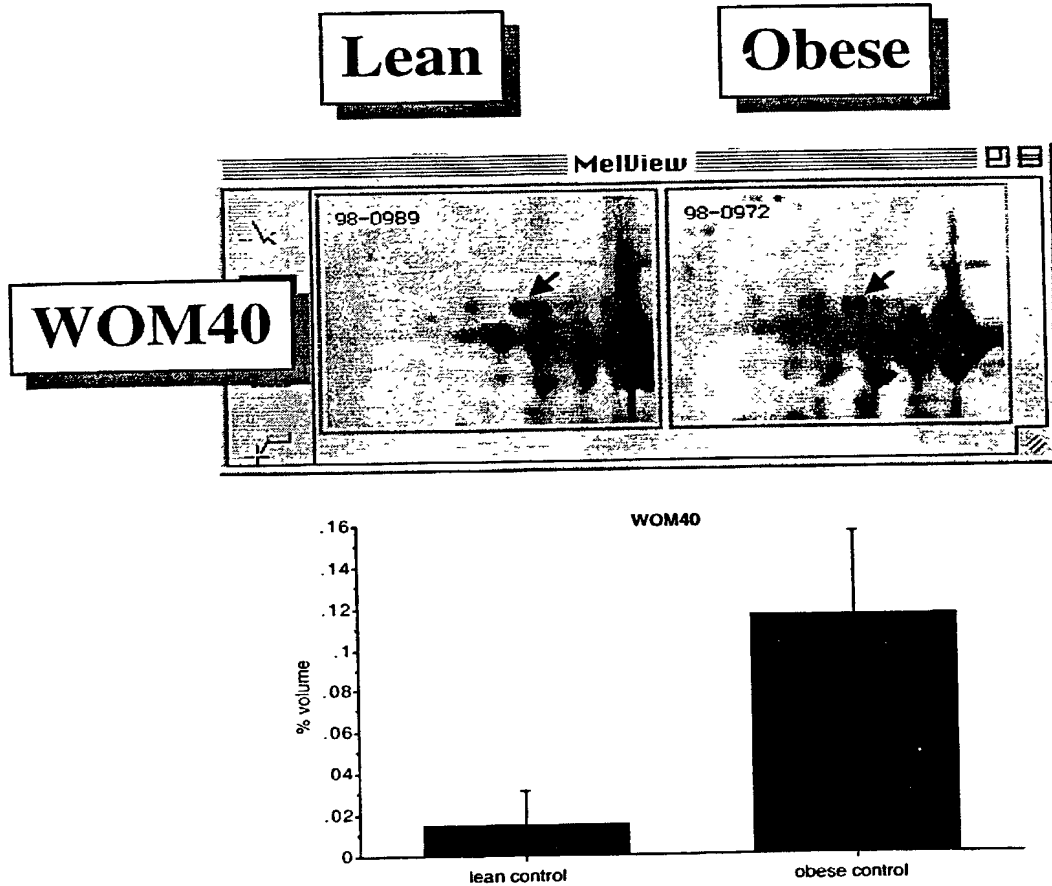 Lean
Obese
MelView
98-0989
98-0972
WOM40
WOM40
.16
.14
.12
.1
.08
.06
04
.02
0
% volume
lean control
obese control